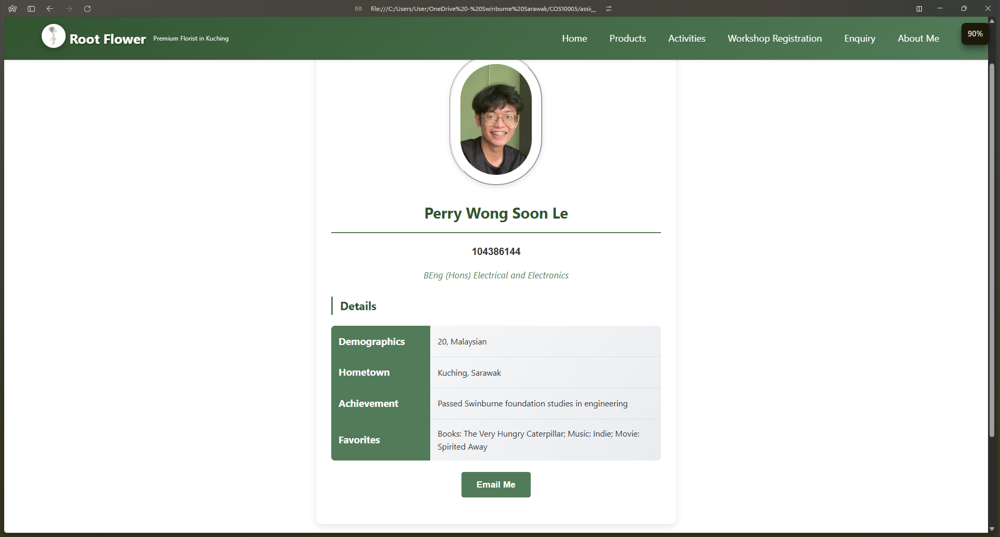 file:///C:/Users/User/OneDrive%20-%20Swinburne%20Sarawak/COS10005/assi...
Root Flower Premium Florist in Kuching Home Products Activities Workshop Registration Enquiry About Me
90%
Perry Wong Soon Le
104386144
BEng (Hons) Electrical and Electronics
Details
Demographics 20, Malaysian
Hometown Kuching, Sarawak
Achievement Passed Swinburne foundation studies in engineering
Favorites Books: The Very Hungry Caterpillar; Music: Indie; Movie:
Spirited Away
Email Me